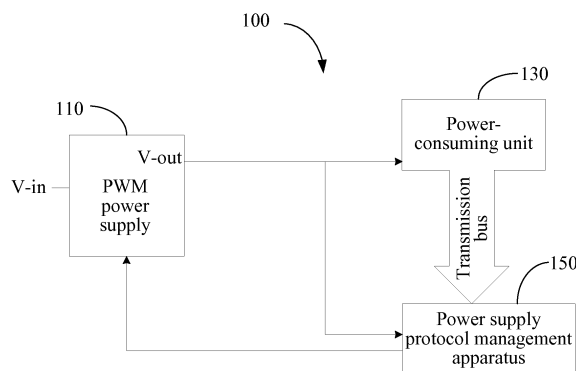 100
130
110
Power-
consuming unit
V-out
V-in
PWM
power
supply
Transmission
bus
150
Power supply
protocol management
apparatus